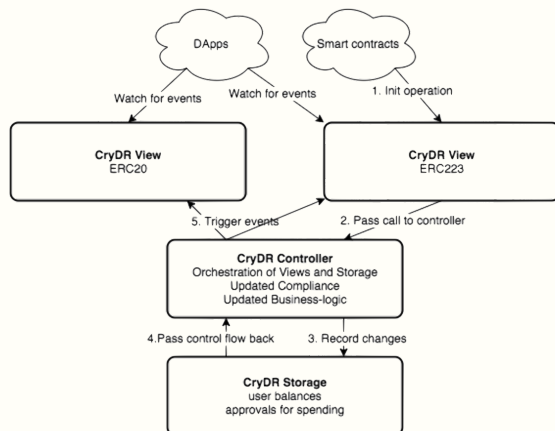 DApps
Smart contracts
Watch for events
Watch for events
1. Init operation
CryDR View
ERC20
CryDR View
ERC223
5. Trigger events
2. Pass call to controller
CryDR Controller
Orchestration of Views and Storage
Updated Compliance
Updated Business-logic
4.Pass control flow back
3. Record changes
CryDR Storage
user balances
approvals for spending